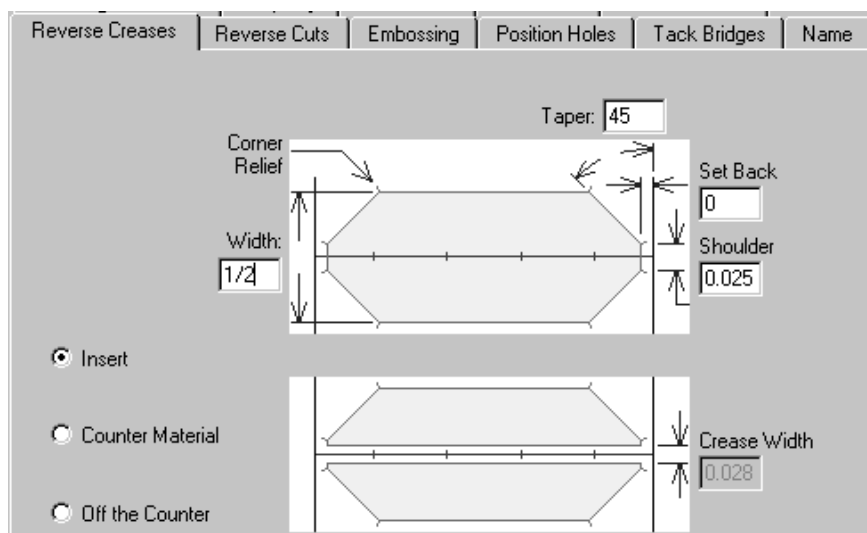 Reverse Creases
Reverse Cuts
Embossing
Position Holes
Tack Bridges
Name
Taper: 45
Corner
Relief
Set Back
0
Width:
1/2
Shoulder
0.025
Insert
Counter Material
Crease Width
0.028
Off the Counter